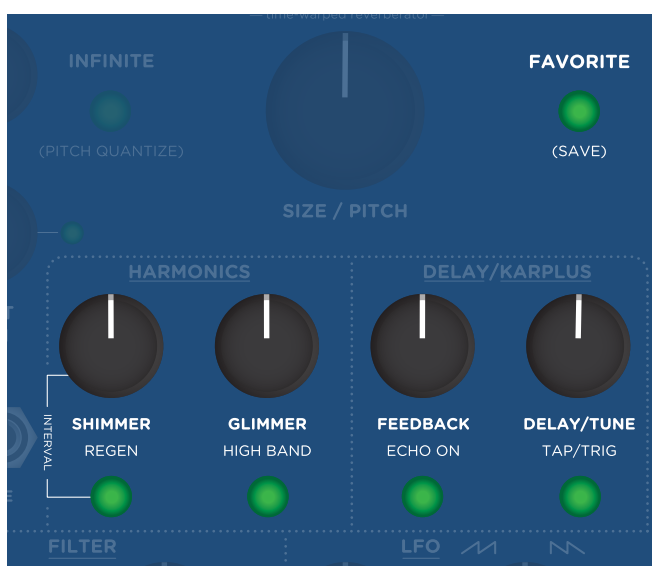 —time-warped reverberator—
INFINITE
FAVORITE
(PITCH QUANTIZE)
(SAVE)
SIZE / PITCH
HARMONICS
DELAY/KARPLUS
T
INTERVAL
SHIMMER
GLIMMER
FEEDBACK
DELAY/TUNE
REGEN
HIGH BAND
ECHO ON
TAP/TRIG
E
FILTER
LFO